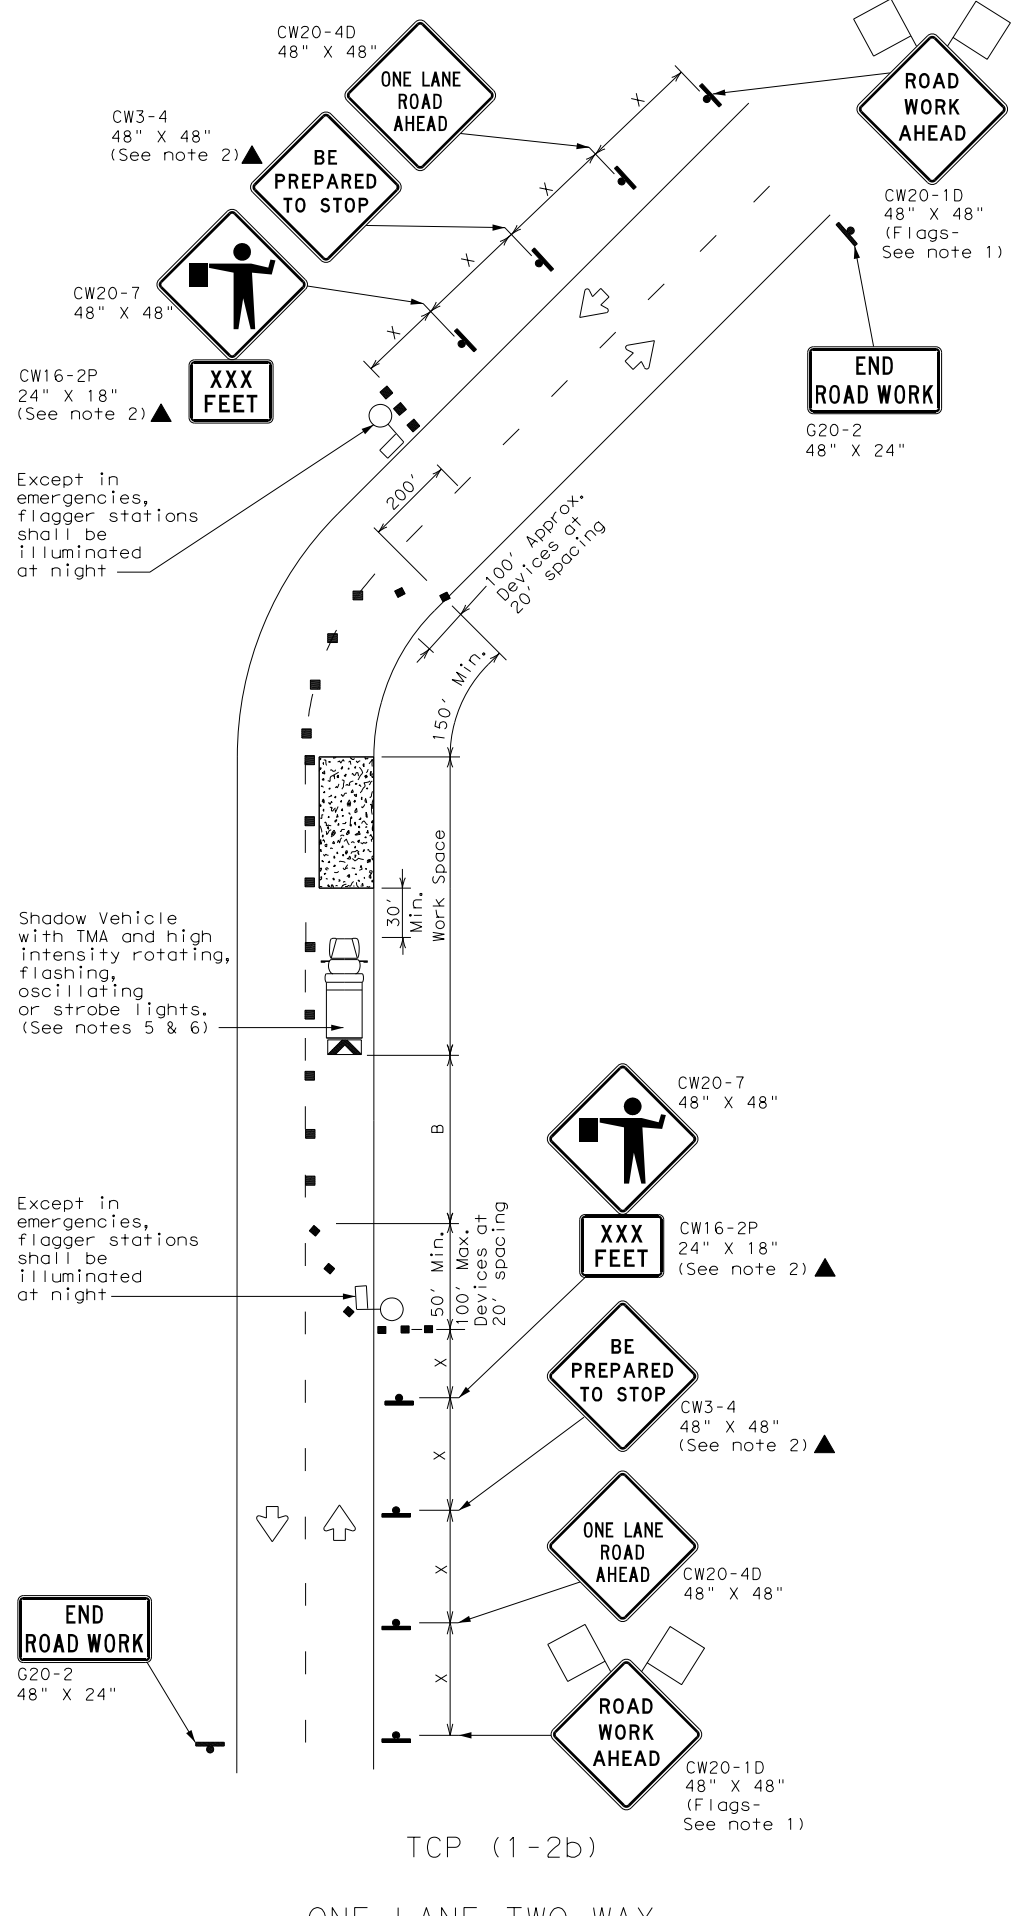 CW20-4D
48" X 48"
ONE LANE
ROAD
AHEAD
CW3-4
48" X 48"
(See note 2)
BE
PREPARED
TO STOP
CW20-7
48" X 48"
CW16-2P
24" X 18"
(See note 2)
XXX
FEET
X
X
X
X
ROAD
WORK
AHEAD
CW20-1D
48" X 48"
(Flags-
See note 1)
END
ROAD WORK
G20-2
48" X 24"
Except in
emergencies,
flagger stations
shall be
illuminated
at night
200'
100' Approx.
Devices at
20' spacing
150' Min.
Work Space
30'
Min.
Shadow Vehicle
with TMA and high
intensity rotating,
flashing,
oscillating
or strobe lights.
(See notes 5 & 6)
B
CW20-7
48" X 48"
XXX
FEET
CW16-2P
24" X 18"
(See note 2)
Except in
emergencies,
flagger stations
shall be
illuminated
at night
50' Min.
100' Max.
Devices at
20' spacing
X
X
X
X
BE
PREPARED
TO STOP
CW3-4
48" X 48"
(See note 2)
ONE LANE
ROAD
AHEAD
CW20-4D
48" X 48"
END
ROAD WORK
G20-2
48" X 24"
ROAD
WORK
AHEAD
CW20-1D
48" X 48"
(Flags-
See note 1)
TCP (1-2b)
ONE LANE TWO WAY